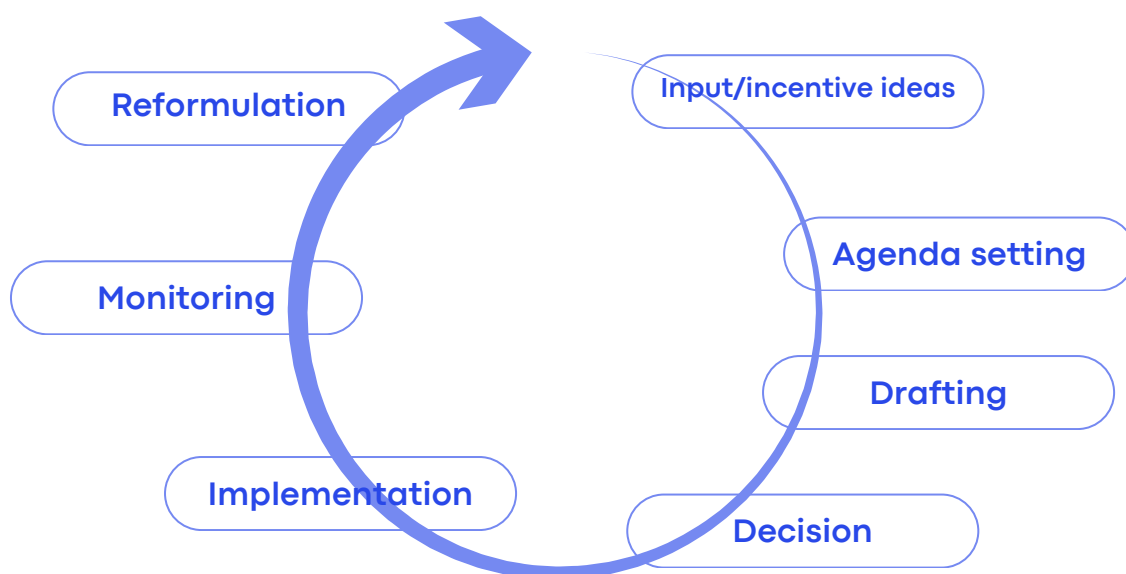 Input/incentive ideas
Agenda setting
Drafting
Decision
Implementation
Monitoring
Reformulation